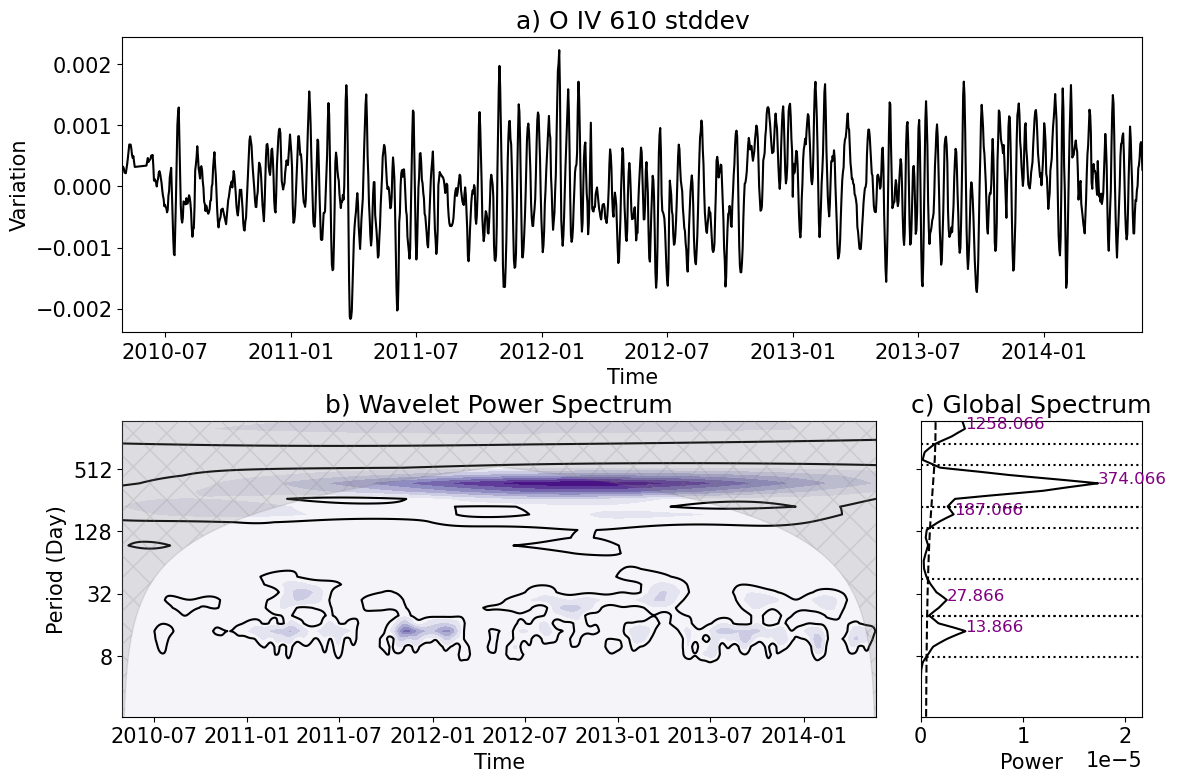 a) O IV 610 stddev
Variation
0.002
0.001
0.000
−0.001
−0.002
2010-07 2011-01 2011-07 2012-01 2012-07 2013-01 2013-07 2014-01
Time
b) Wavelet Power Spectrum
Period (Day)
512
128
32
8
2010-07 2011-01 2011-07 2012-01 2012-07 2013-01 2013-07 2014-01
Time
c) Global Spectrum
1258.066
374.066
187.066
27.866
13.866
0 1 2
Power 1e−5